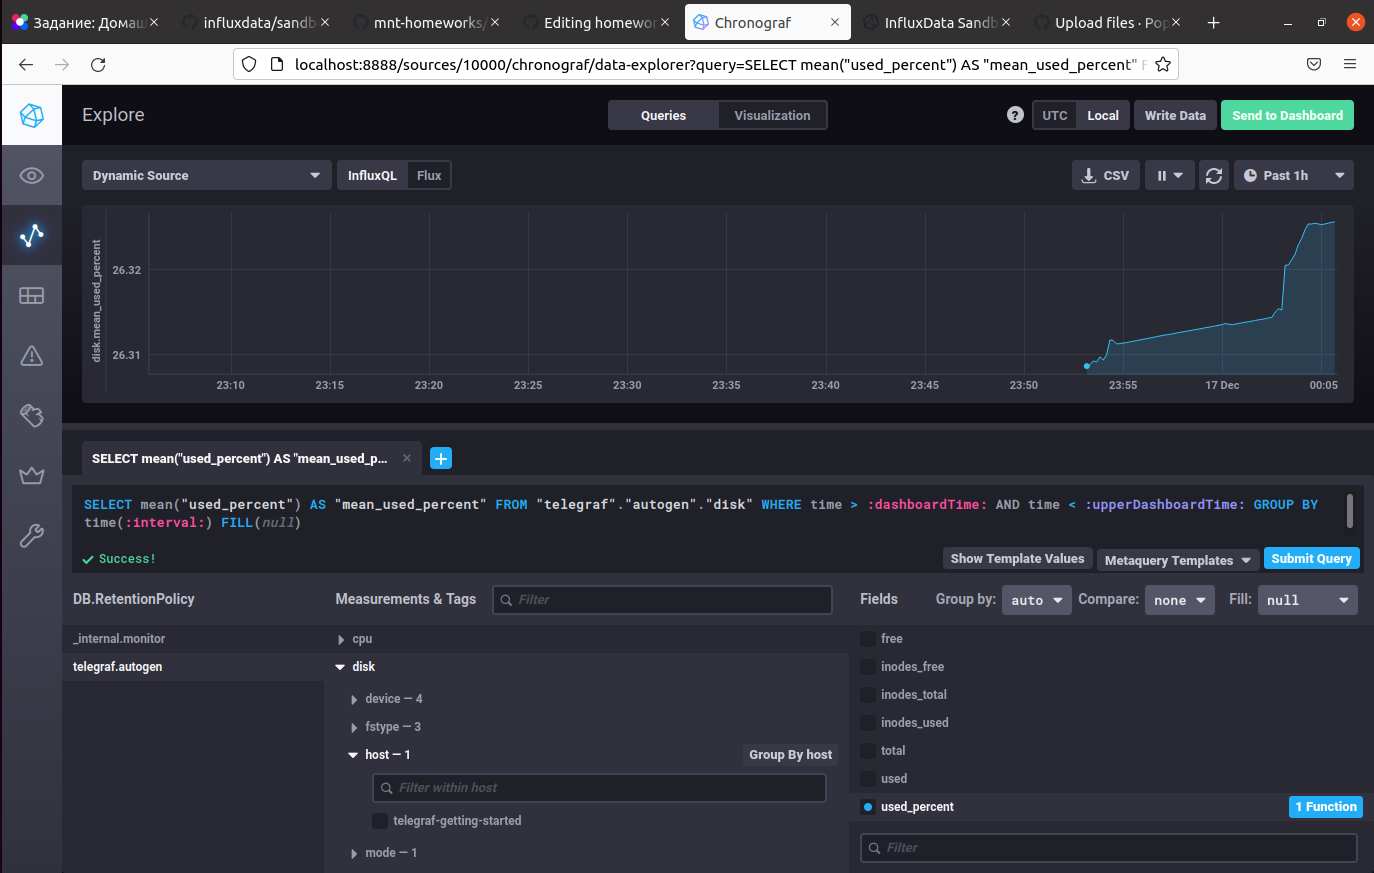 Задание: Домаш
influxdata/sandb
mnt-homeworks/
Editing homewor
Chronograf
InfluxData Sandb
Upload files · Pop
localhost:8888/sources/10000/chronograf/data-explorer?query=SELECT mean("used_percent") AS "mean_used_percent" F
Explore
Queries
Visualization
?
UTC
Local
Write Data
Send to Dashboard
Dynamic Source
InfluxQL
Flux
CSV
Past 1h
disk.mean_used_percent
26.32
26.31
23:10
23:15
23:20
23:25
23:30
23:35
23:40
23:45
23:50
23:55
17 Dec
00:05
SELECT mean("used_percent") AS "mean_used_p...
SELECT mean("used_percent") AS "mean_used_percent" FROM "telegraf"."autogen"."disk" WHERE time > :dashboardTime: AND time < :upperDashboardTime: GROUP BY
time(:interval:) FILL(null)
Success!
Show Template Values
Metaquery Templates
Submit Query
DB.RetentionPolicy
Measurements & Tags
Filter
Fields
Group by:
auto
Compare:
none
Fill:
null
_internal.monitor
telegraf.autogen
cpu
disk
device — 4
fstype — 3
host — 1
Group By host
Filter within host
telegraf-getting-started
mode — 1
free
inodes_free
inodes_total
inodes_used
total
used
used_percent
1 Function
Filter